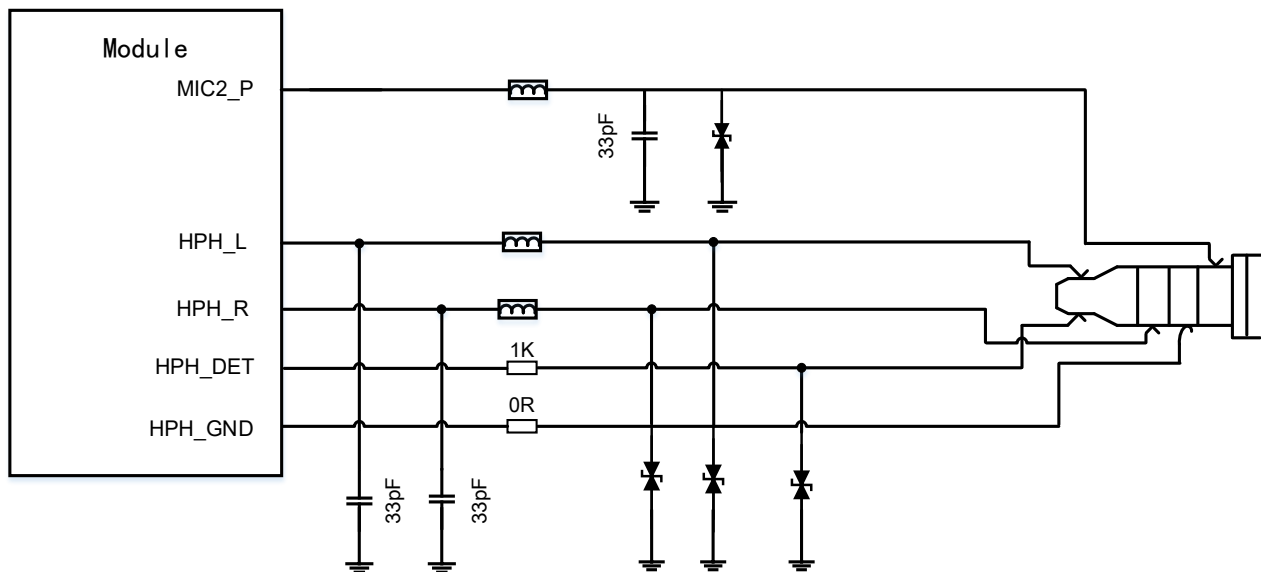 Module
MIC2_P
33pF
HPH_L
HPH_R
1K
HPH_DET
0R
HPH_GND
33pF
33pF